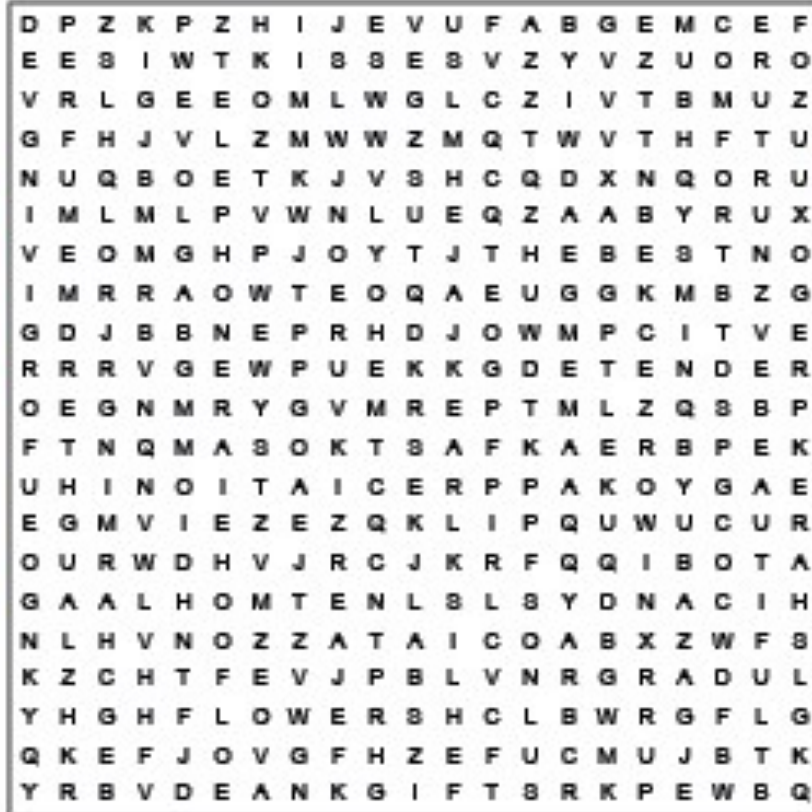 D P Z K P Z H I J E V U F A B G E M C E F
E E S I W T K I S S E S V Z Y V Z U O R O
V R L G E E O M L W G L C Z I V T B M U Z
G F H J V L Z M W W Z M Q T W V T H F T U
N U Q B O E T K J V S H C Q D X N Q O R U
I M L M L P V W N L U E Q Z A A B Y R U X
V E O M G H P J O Y T J T H E B E S T N O
I M R R A O W T E O Q A E U G G K M B Z G
G D J B B N E P R H D J O W M P C I T V E
R R R V G E W P U E K K G D E T E N D E R
O E G N M R Y G V M R E P T M L Z Q S B P
F T N Q M A S O K T S A F K A E R B P E K
U H I N O I T A I C E R P P A K O Y G A E
E G M V I E Z E Z Q K L I P Q U W U C U R
O U R W D H V J R C J K R F Q Q I B O T A
G A A L H O M T E N L S L S Y D N A C I H
N L H V N O Z Z A T A I C O A B X Z W F S
K Z C H T F E V J P B L V N R G R A D U L
Y H G H F L O W E R S H C L B W R G F L G
Q K E F J O V G F H Z E F U C M U J B T K
Y R B V D E A N K G I F T S R K P E W B Q